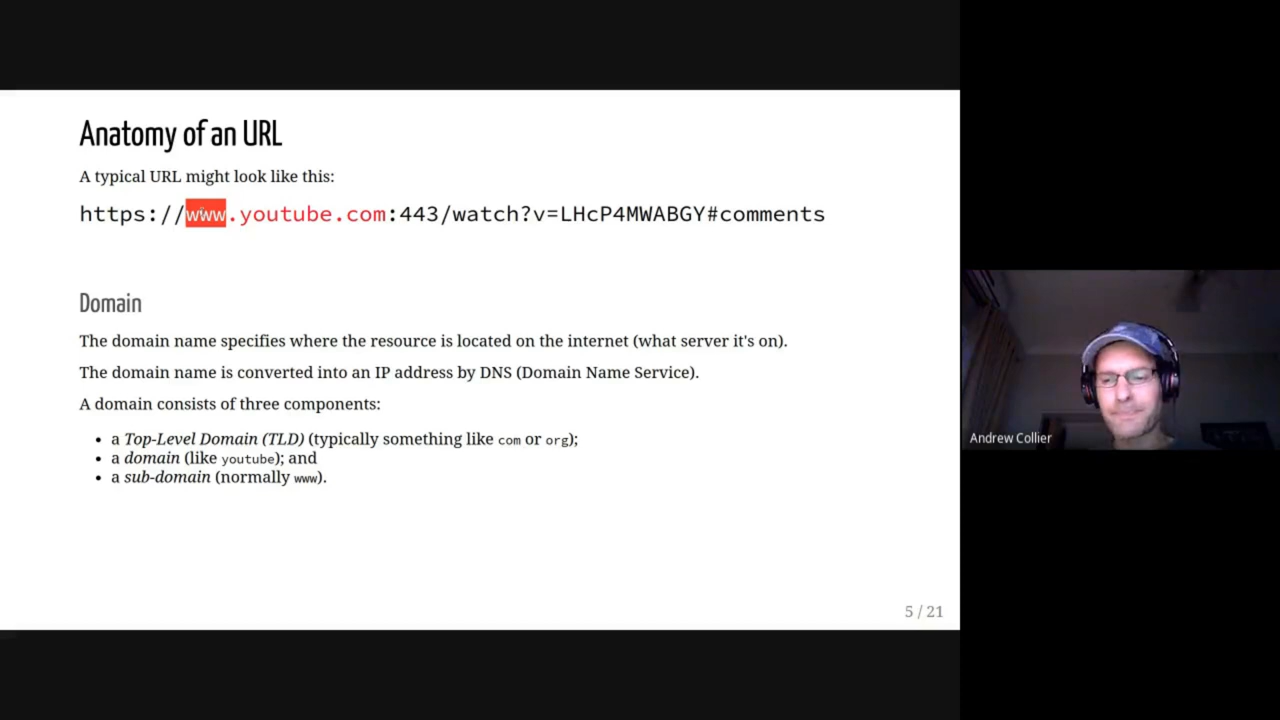 Anatomy of an URL
A typical URL might look like this:
https://www.youtube.com:443/watch?v=LHcP4MWABGY#comments
Domain
The domain name specifies where the resource is located on the internet (what server it's on).
The domain name is converted into an IP address by DNS (Domain Name Service).
A domain consists of three components:
• a Top-Level Domain (TLD) (typically something like com or org);
• a domain (like youtube); and
• a sub-domain (normally www).
5 / 21
Andrew Collier